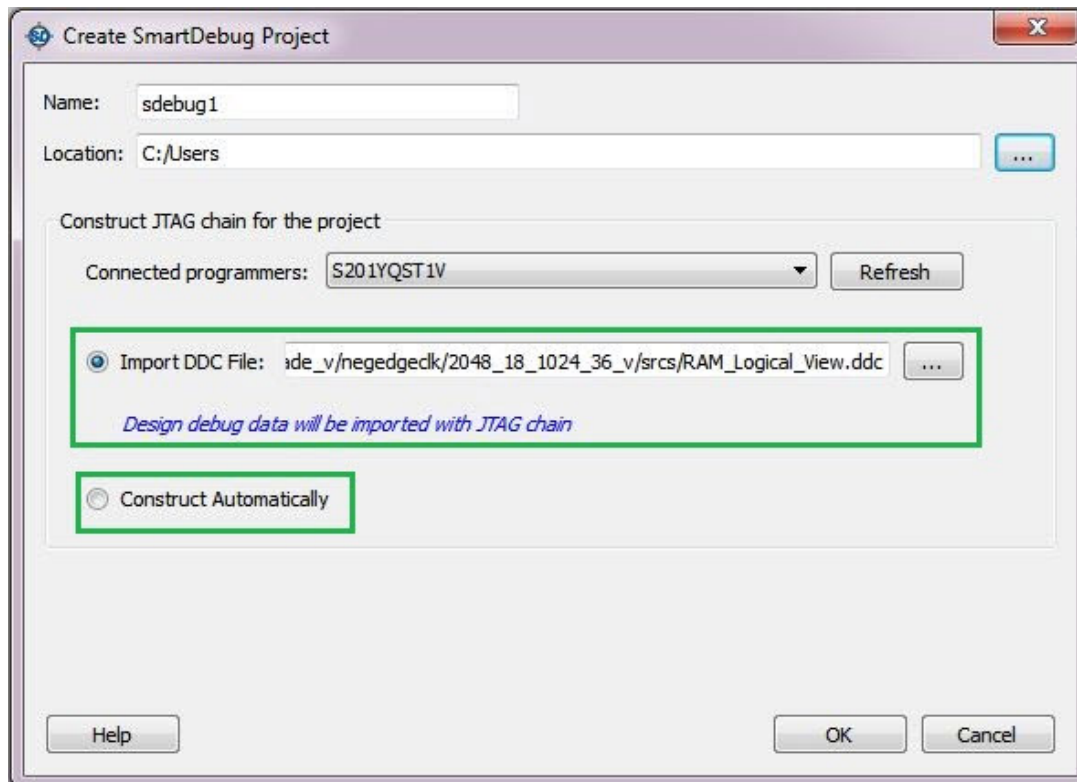 Create SmartDebug Project
Name: sdebug1
Location: C:/Users ...
Construct JTAG chain for the project
Connected programmers: S201YQST1V Refresh
Import DDC File: ade_v/negedgeclk/2048_18_1024_36_v/srcs/RAM_Logical_View.ddc ...
Design debug data will be imported with JTAG chain
Construct Automatically
Help OK Cancel